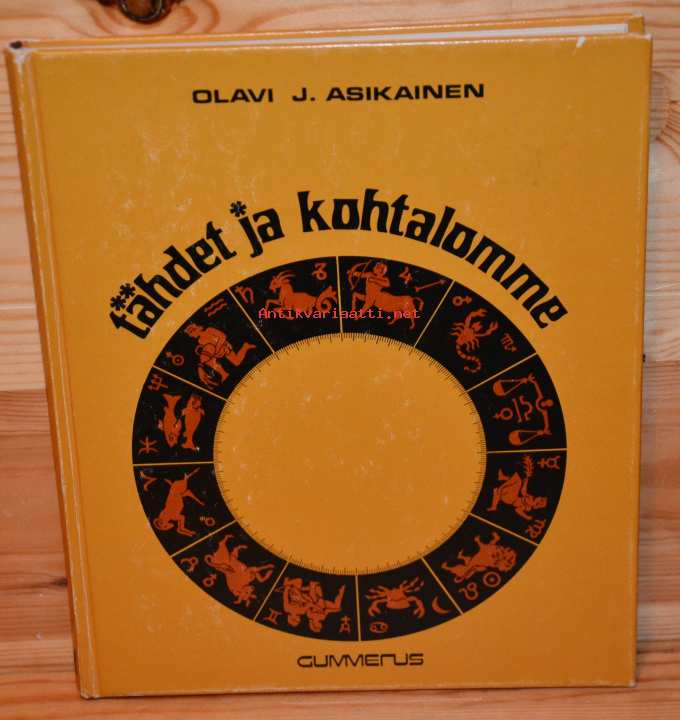 OLAVI J. ASIKAINEN
tähdet ja kohtalomme
Antikvariaatti.net
GUMMERUS